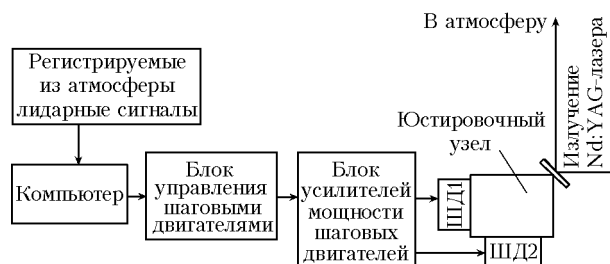 В атмосферу
Регистрируемые
из атмосферы
лидарные сигналы
Излучение
Nd:YAG-лазера
Юстировочный
узел
Компьютер
Блок
управления
шаговыми
двигателями
Блок
усилителей
мощности
шаговых
двигателей
ШД1
ШД2